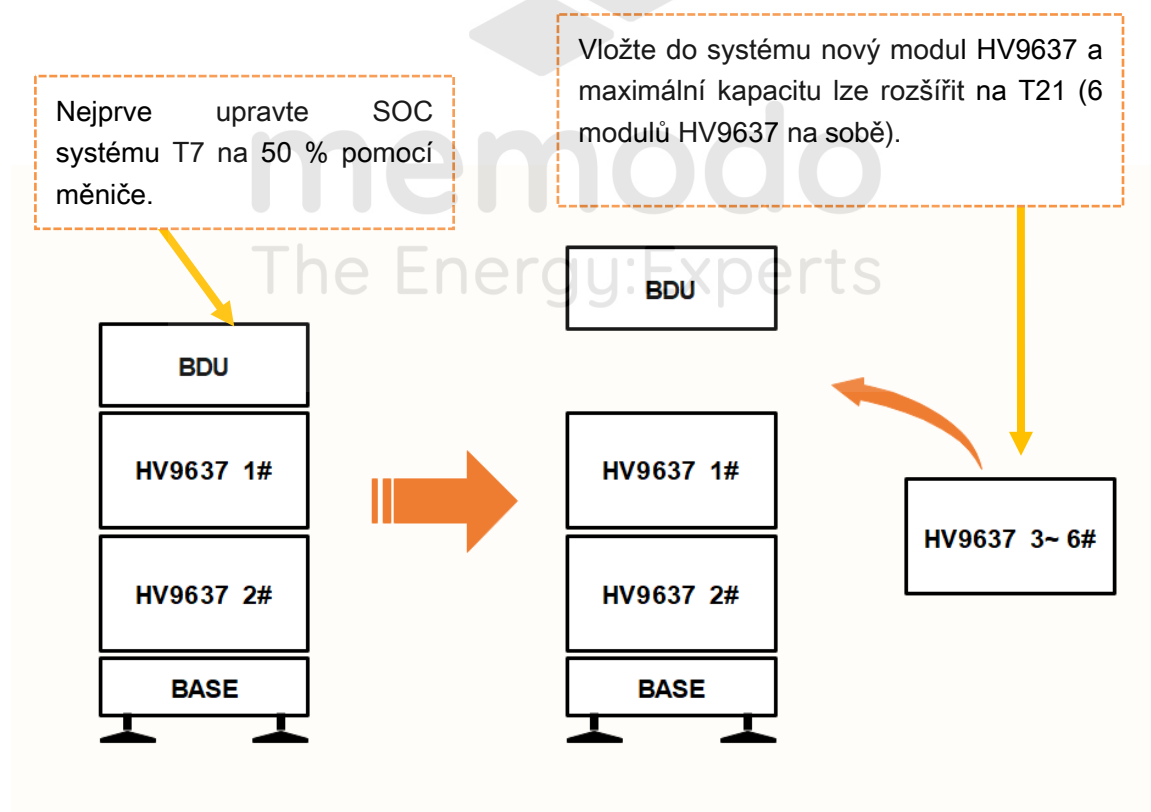 Nejprve upravte SOC
systému T7 na 50 % pomocí
měniče.
Vložte do systému nový modul HV9637 a
maximální kapacitu lze rozšířit na T21 (6
modulů HV9637 na sobě).
memodo
The Energy:Experts
BDU
HV9637 1#
HV9637 2#
BASE
BDU
HV9637 1#
HV9637 2#
BASE
HV9637 3~ 6#